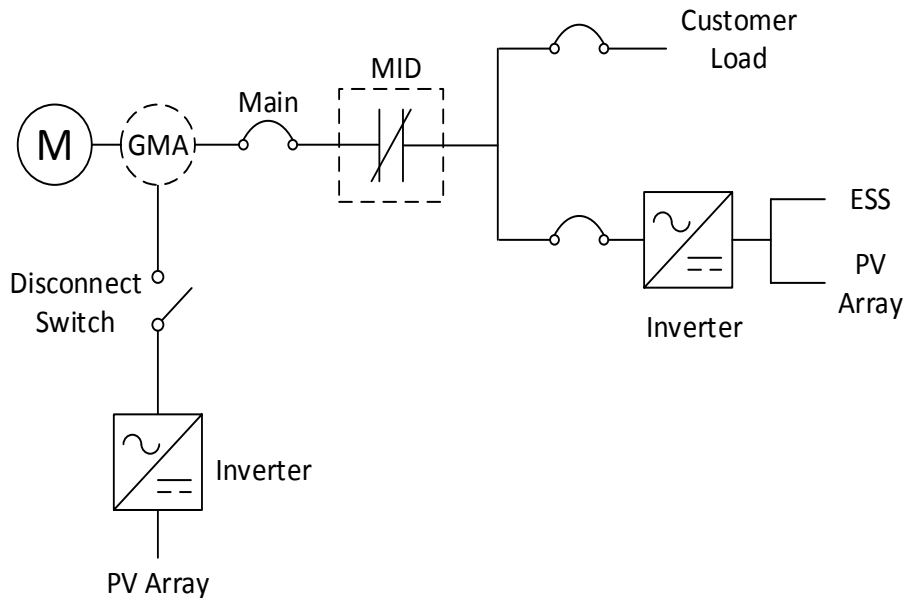 Customer
Load
MID
Main
M
GMA
ESS
PV
Array
Disconnect
Switch
Inverter
Inverter
PV Array